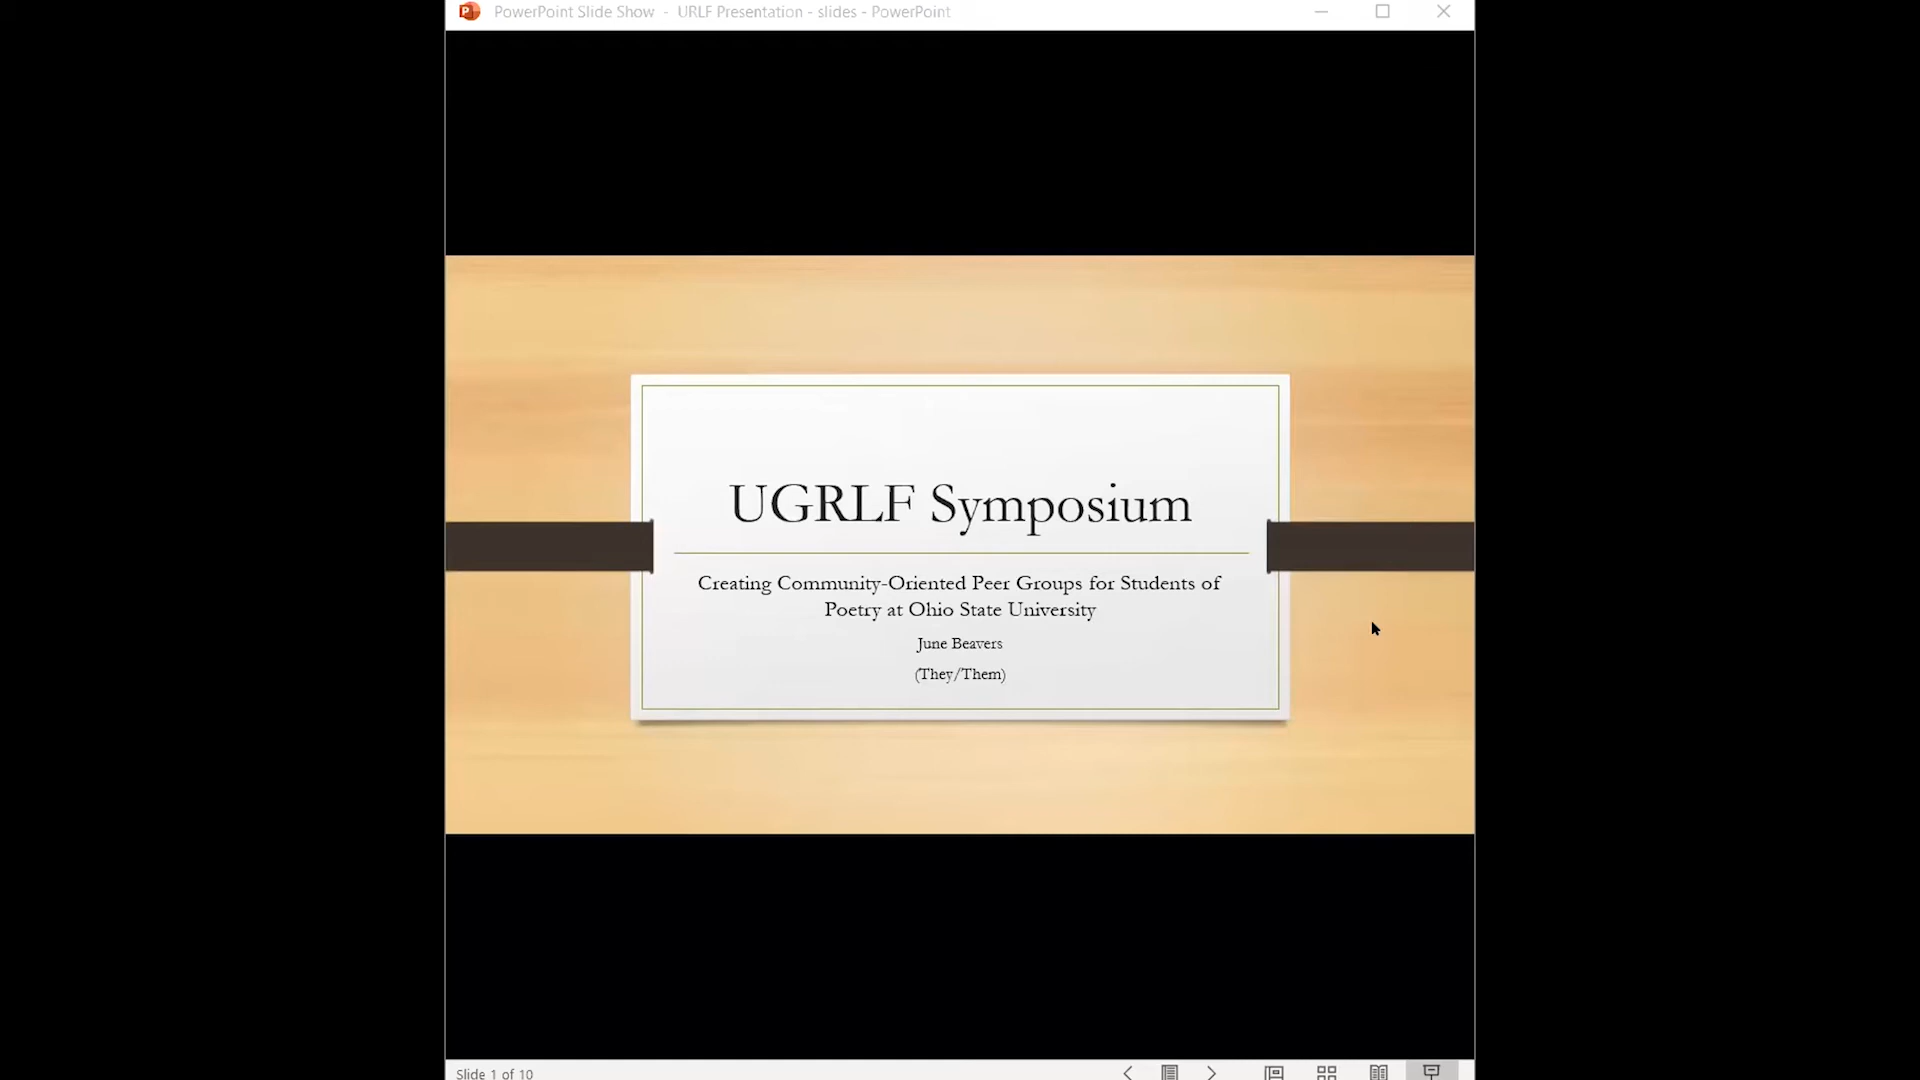 PowerPoint Slide Show - URLF Presentation - slides - PowerPoint
UGRLF Symposium
Creating Community-Oriented Peer Groups for Students of
Poetry at Ohio State University
June Beavers
(They/Them)
Slide 1 of 10